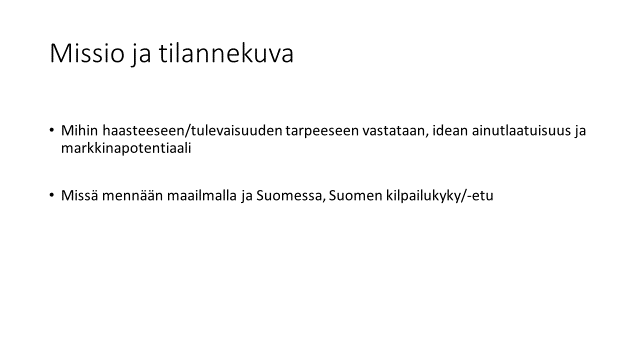 Missio ja tilannekuva
• Mihin haasteeseen/tulevaisuuden tarpeeseen vastataan, idean ainutlaatuisuus ja
markkinapotentiaali
• Missä mennään maailmalla ja Suomessa, Suomen kilpailukyky/-etu